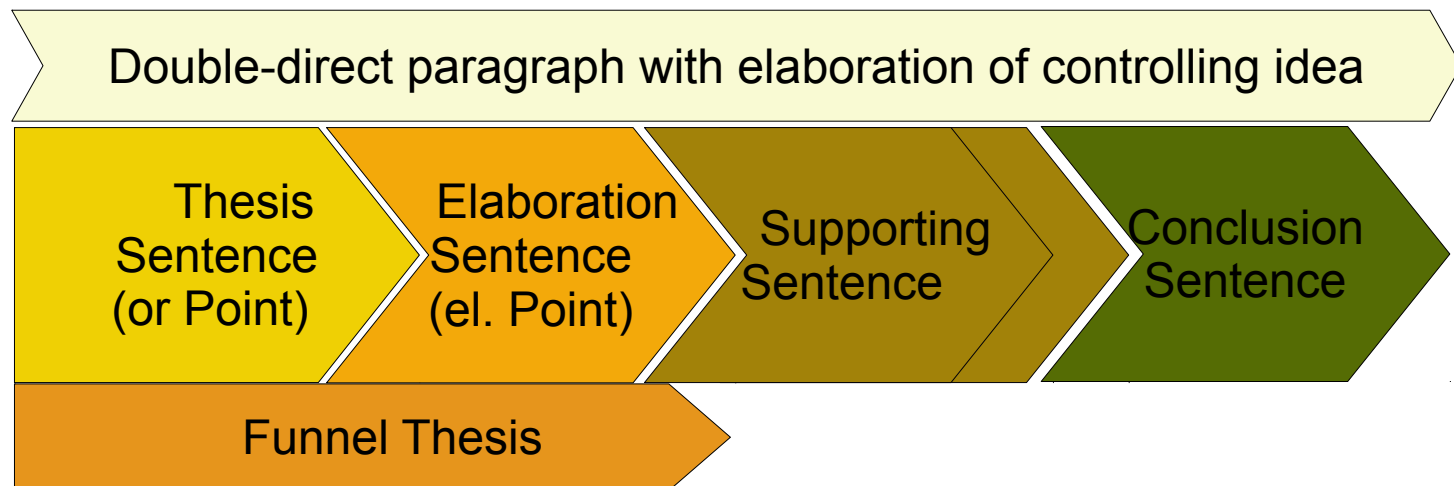 Double-direct paragraph with elaboration of controlling idea
Thesis
Sentence
(or Point)
Elaboration
Sentence
(el. Point)
Supporting
Sentence
Conclusion
Sentence
Funnel Thesis